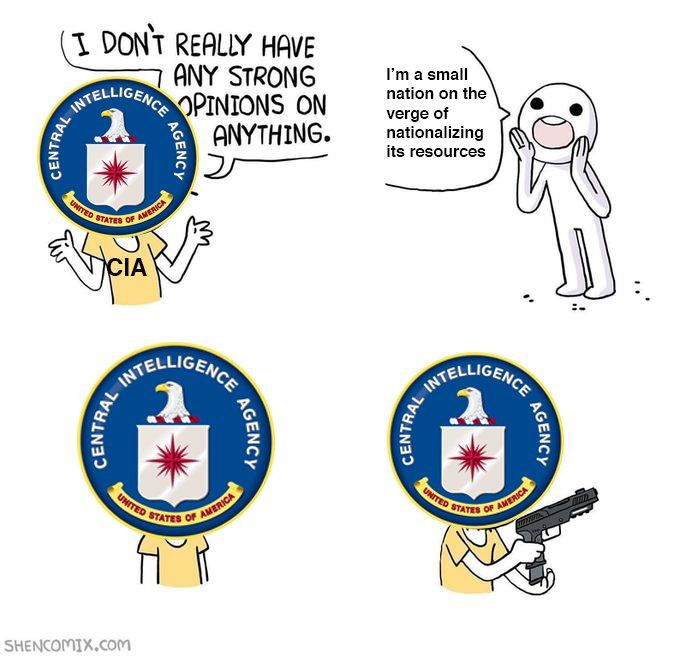 I DON'T REALLY HAVE
ANY STRONG
OPINIONS ON
ANYTHING.
CENTRAL INTELLIGENCE AGENCY
UNITED STATES OF AMERICA
CIA
I'm a small
nation on the
verge of
nationalizing
its resources
CENTRAL INTELLIGENCE AGENCY
UNITED STATES OF AMERICA
CENTRAL INTELLIGENCE AGENCY
UNITED STATES OF AMERICA
SHENCOMIX.COM